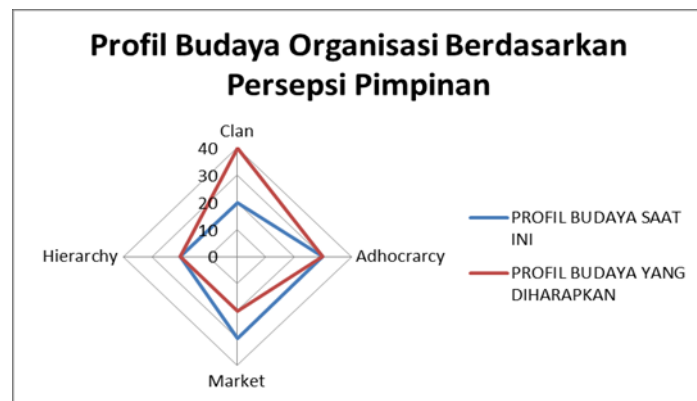 Profil Budaya Organisasi Berdasarkan
Persepsi Pimpinan
Clan
40
30
20
10
0
Hierarchy
Adhocrarcy
Market
PROFIL BUDAYA SAAT
INI
PROFIL BUDAYA YANG
DIHARAPKAN